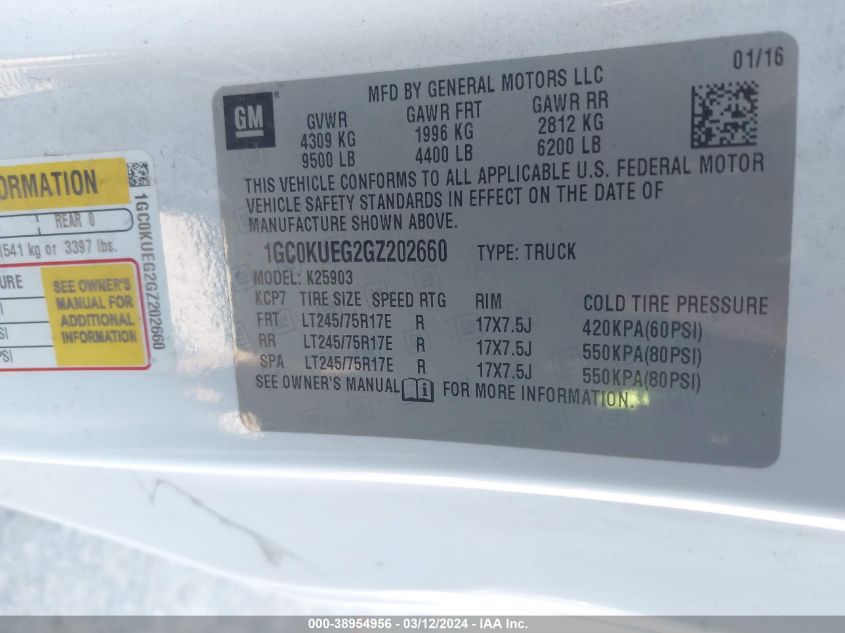 01/16
MFD BY GENERAL MOTORS LLC
GM
GVWR GAWR FRT GAWR RR
4309 KG 1996 KG 2812 KG
9500 LB 4400 LB 6200 LB
THIS VEHICLE CONFORMS TO ALL APPLICABLE U.S. FEDERAL MOTOR
VEHICLE SAFETY STANDARDS IN EFFECT ON THE DATE OF
MANUFACTURE SHOWN ABOVE.
1GC0KUEG2GZ202660 TYPE: TRUCK
MODEL: K25903
KCP7 TIRE SIZE SPEED RTG RIM COLD TIRE PRESSURE
FRT LT245/75R17E R 17X7.5J 420KPA(60PSI)
RR LT245/75R17E R 17X7.5J 550KPA(80PSI)
SPA LT245/75R17E R 17X7.5J 550KPA(80PSI)
SEE OWNER'S MANUAL i FOR MORE INFORMATION.
ORMATION
REAR 0
1541 kg or 3397 lbs.
URE
SI
SI
PSI
SEE OWNER'S
MANUAL FOR
ADDITIONAL
INFORMATION
1GC0KUEG2GZ202660
000-38954956 - 03/12/2024 - IAAI - Copart